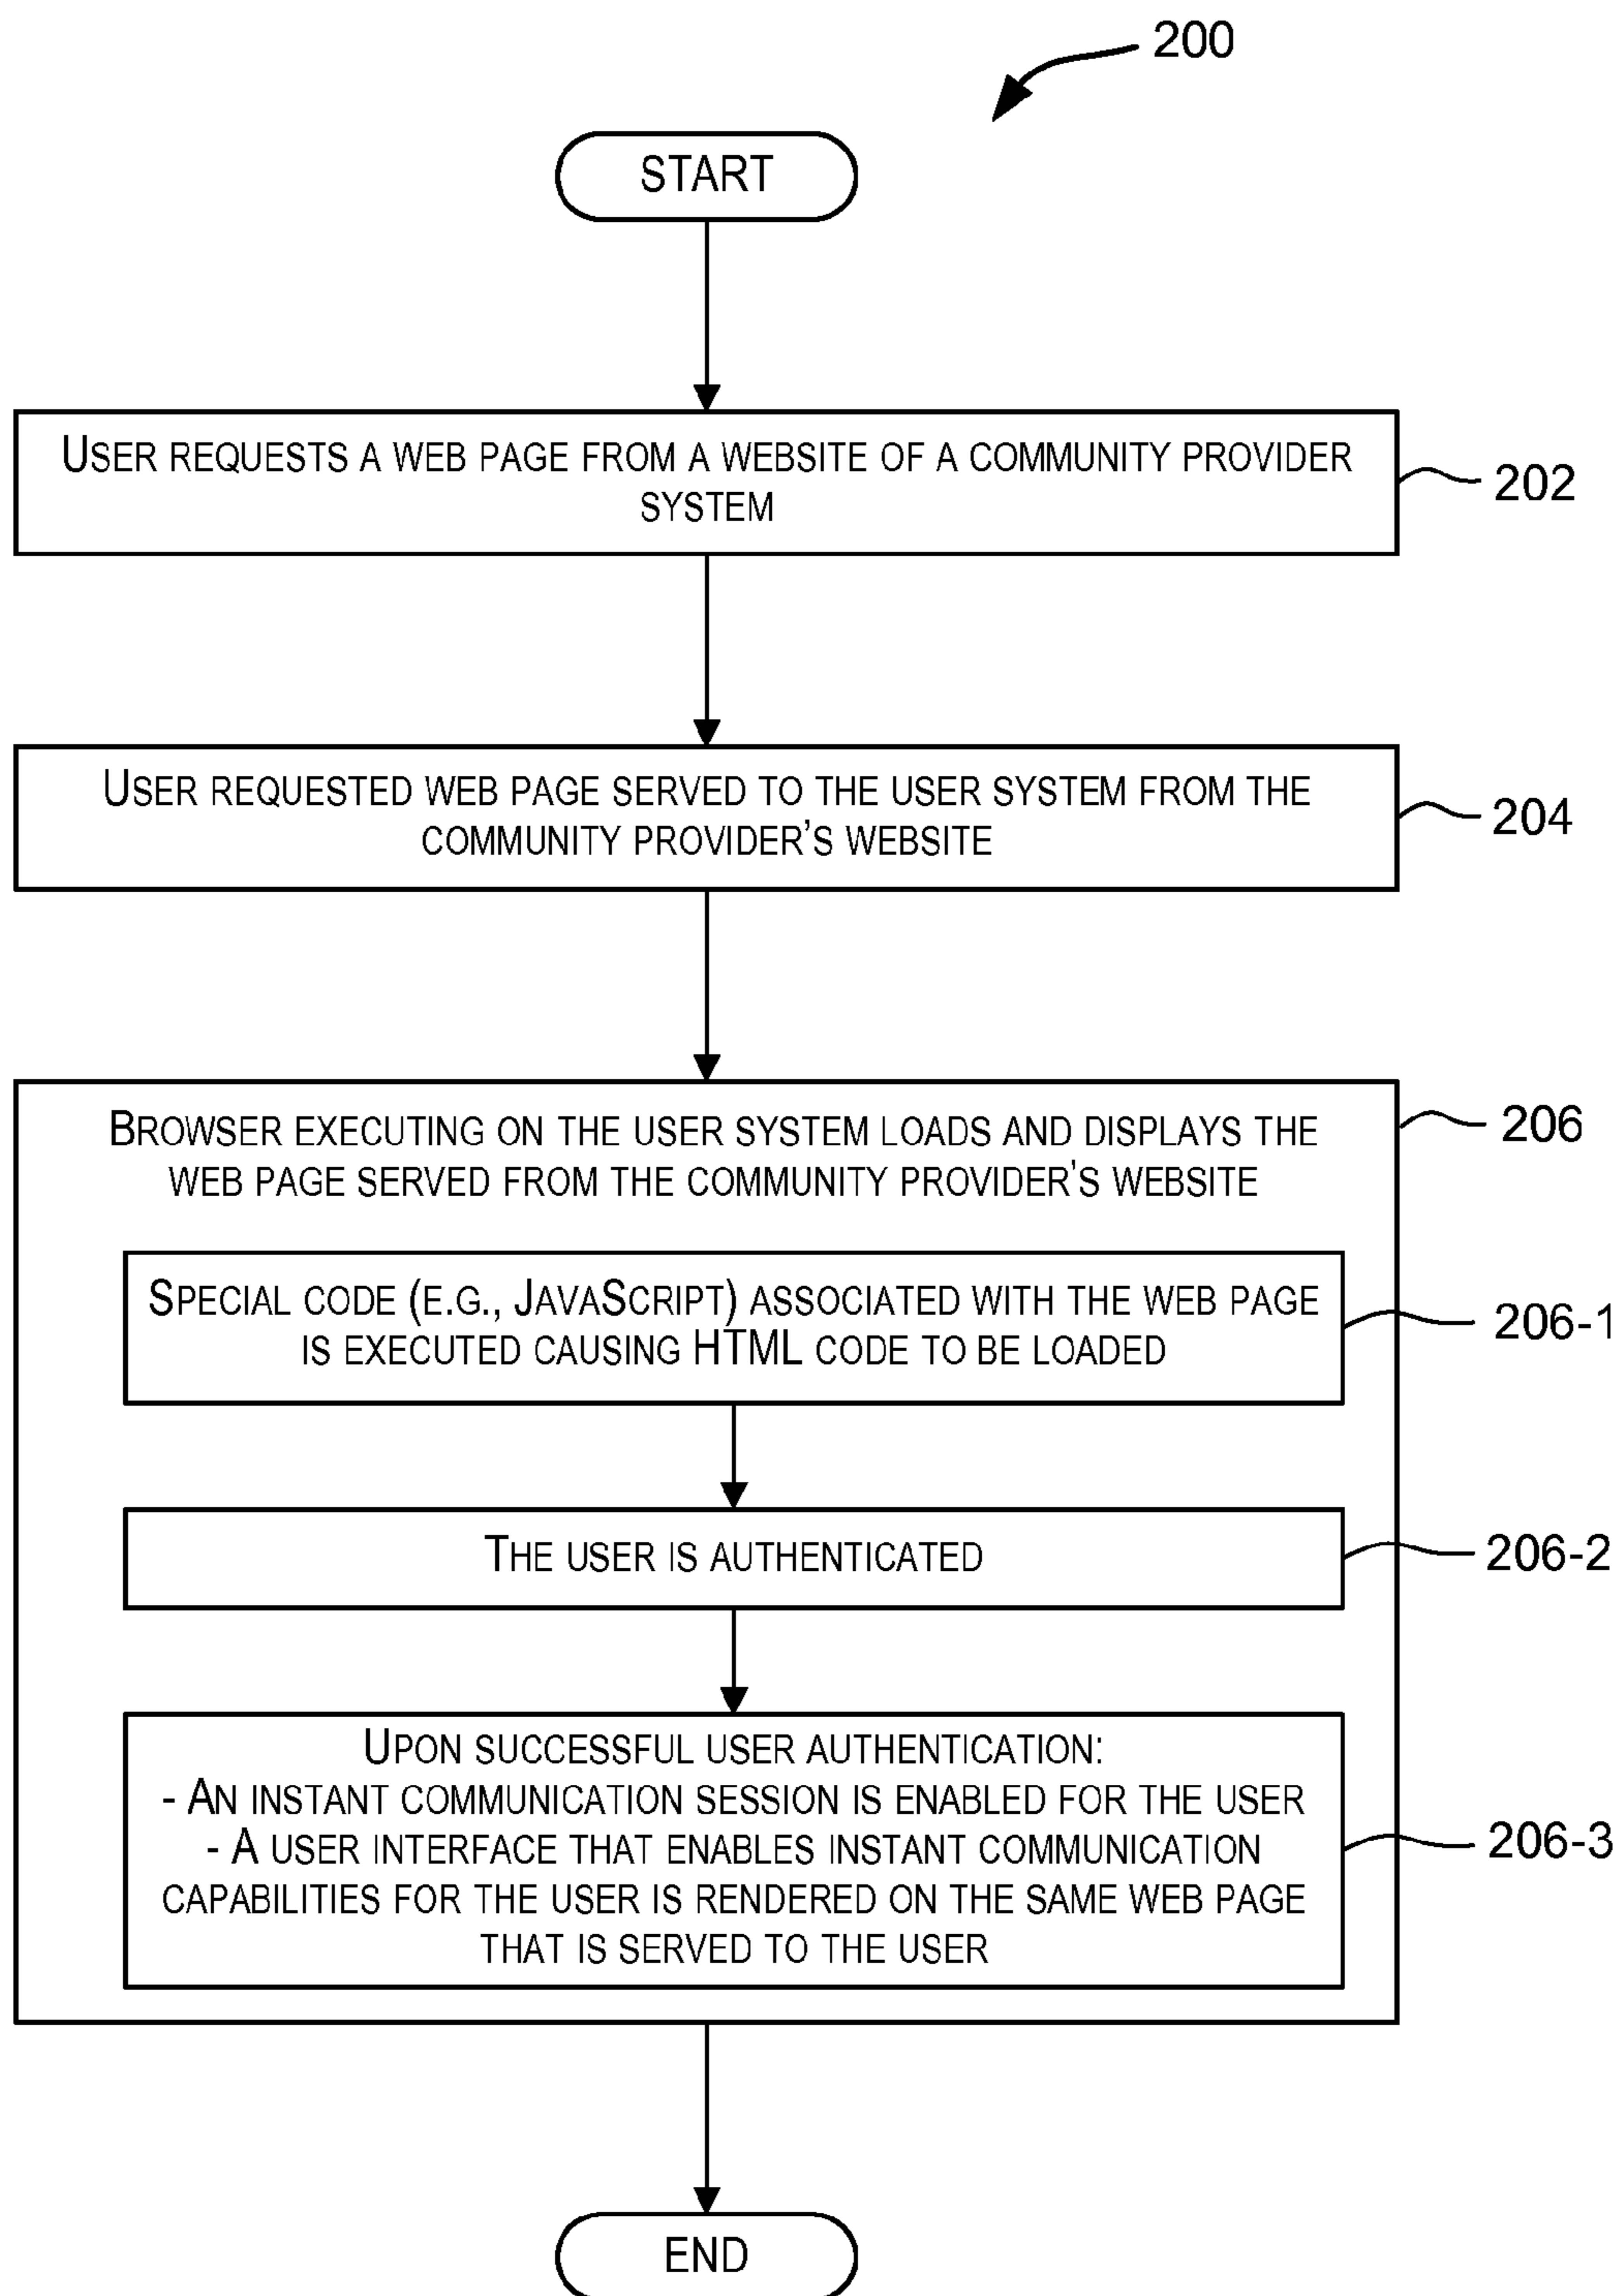 200
START
USER REQUESTS A WEB PAGE FROM A WEBSITE OF A COMMUNITY PROVIDER
SYSTEM
202
USER REQUESTED WEB PAGE SERVED TO THE USER SYSTEM FROM THE
COMMUNITY PROVIDER'S WEBSITE
204
BROWSER EXECUTING ON THE USER SYSTEM LOADS AND DISPLAYS THE
WEB PAGE SERVED FROM THE COMMUNITY PROVIDER'S WEBSITE
206
SPECIAL CODE (E.G., JAVASCRIPT) ASSOCIATED WITH THE WEB PAGE
IS EXECUTED CAUSING HTML CODE TO BE LOADED
206-1
THE USER IS AUTHENTICATED
206-2
UPON SUCCESSFUL USER AUTHENTICATION:
- AN INSTANT COMMUNICATION SESSION IS ENABLED FOR THE USER
- A USER INTERFACE THAT ENABLES INSTANT COMMUNICATION
CAPABILITIES FOR THE USER IS RENDERED ON THE SAME WEB PAGE
THAT IS SERVED TO THE USER
206-3
END